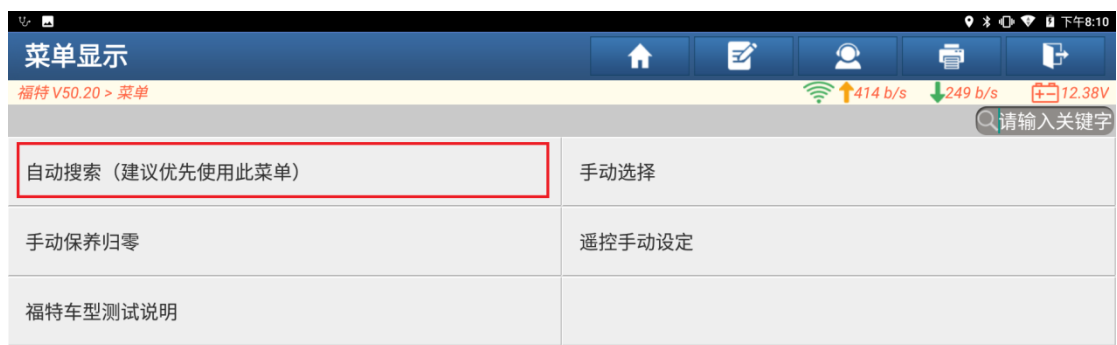 下午8:10
菜单显示
福特 V50.20 > 菜单
414 b/s 249 b/s 12.38V
请输入关键字
自动搜索（建议优先使用此菜单） 手动选择
手动保养归零 遥控手动设定
福特车型测试说明